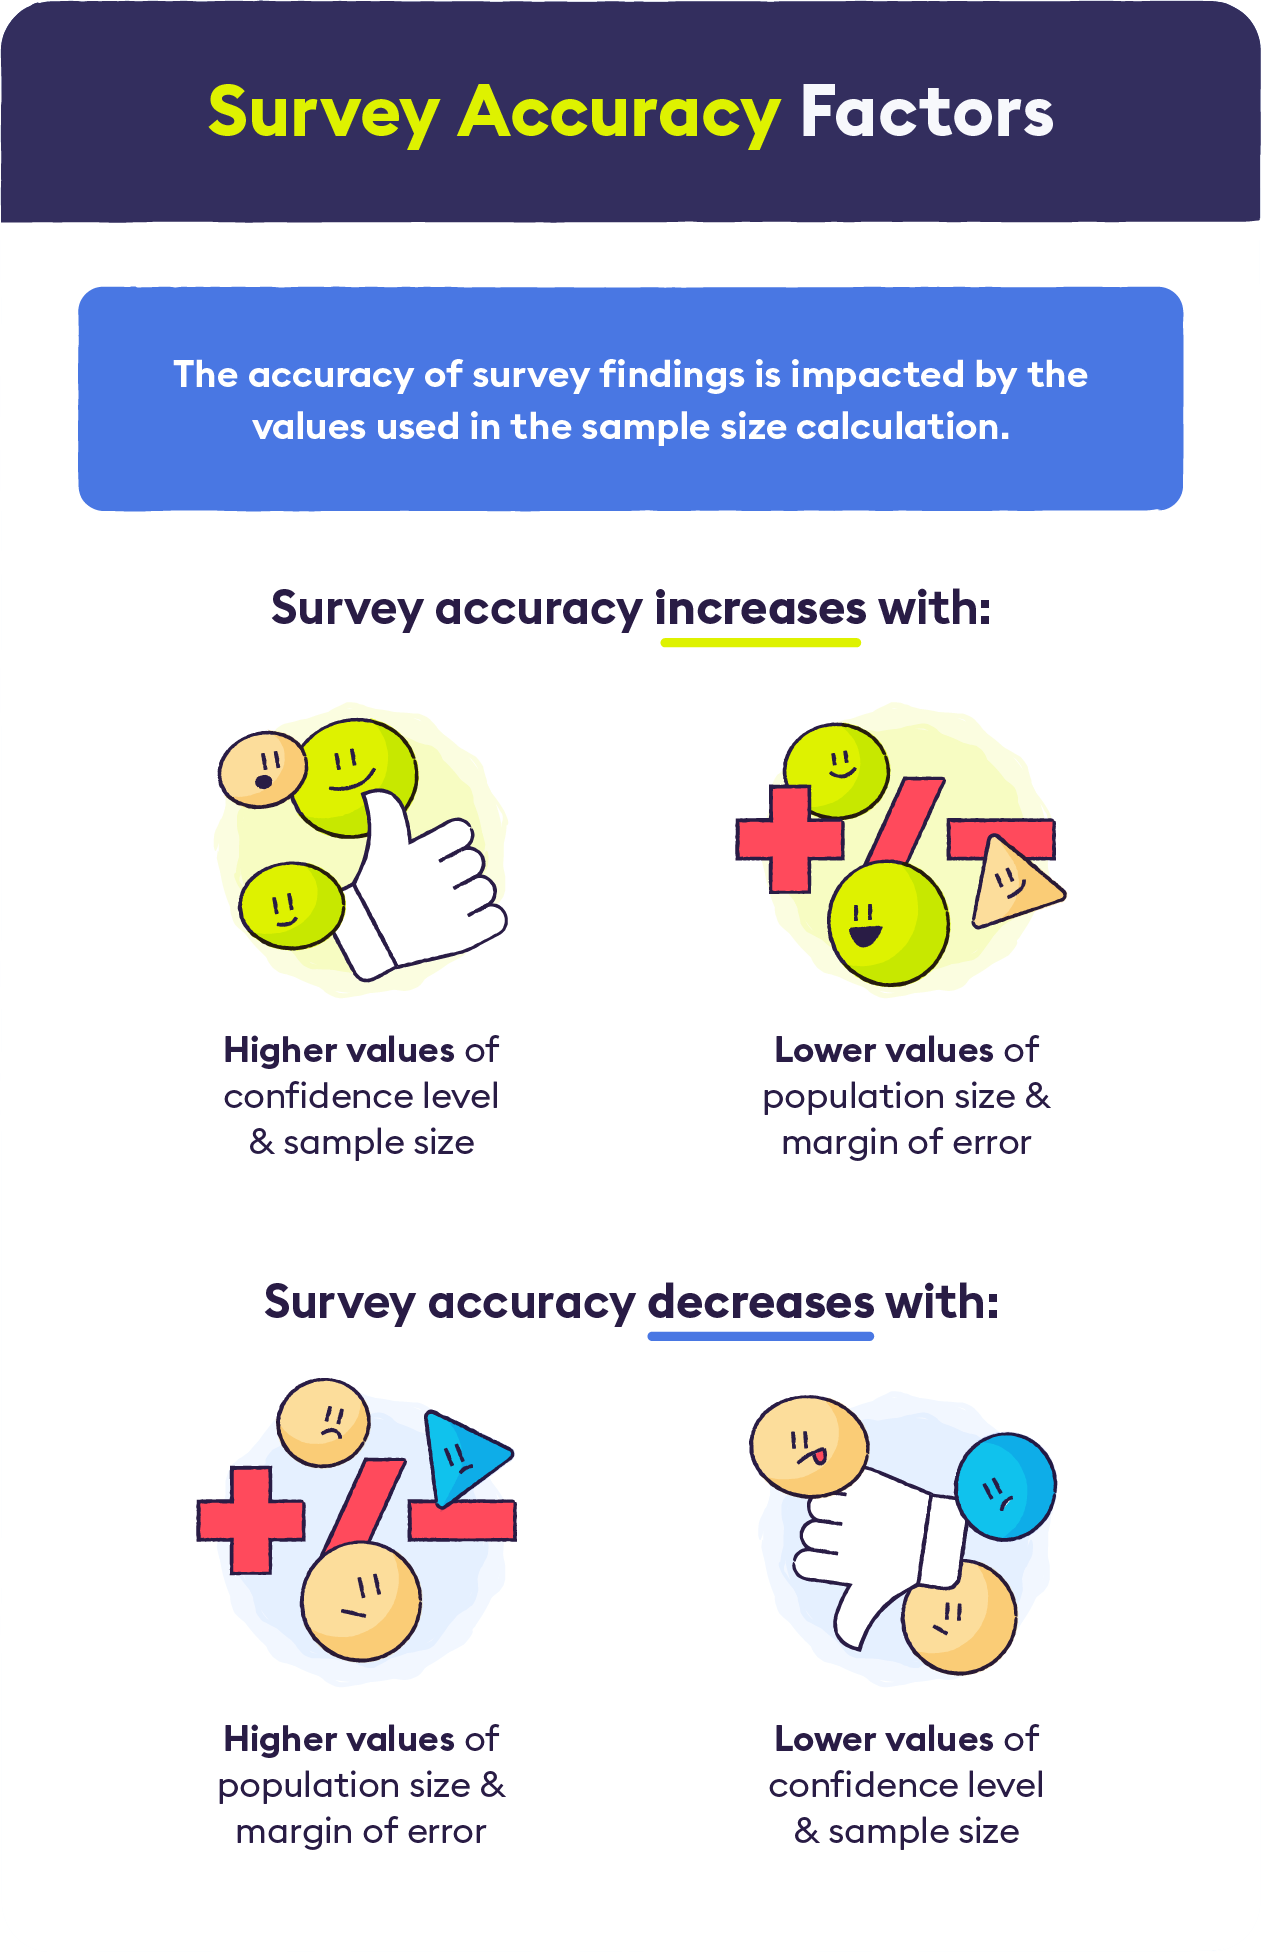 Survey Accuracy Factors
The accuracy of survey findings is impacted by the
values used in the sample size calculation.
Survey accuracy increases with:
Higher values of
confidence level
& sample size
Lower values of
population size &
margin of error
Survey accuracy decreases with:
Higher values of
population size &
margin of error
Lower values of
confidence level
& sample size